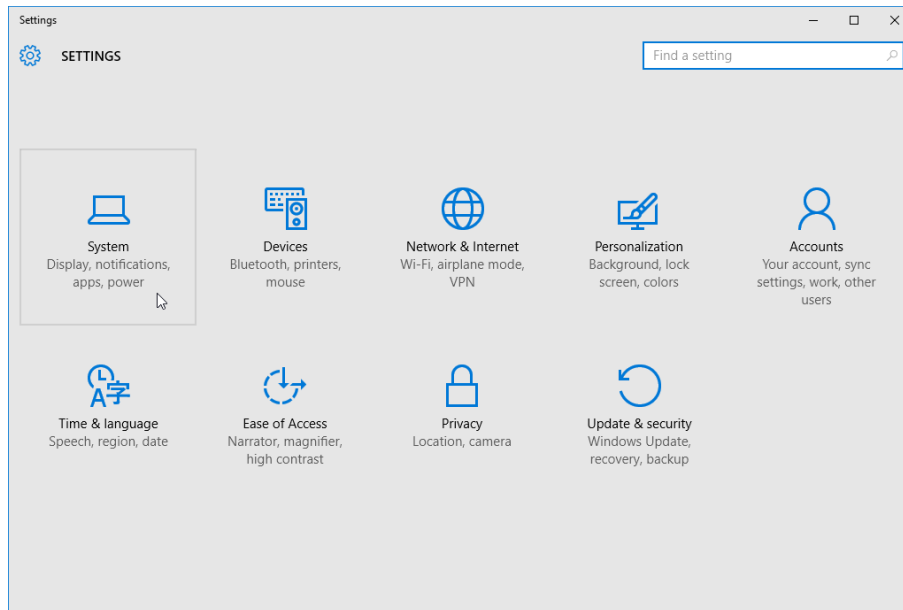 Settings
SETTINGS
Find a setting
System
Display, notifications,
apps, power
Devices
Bluetooth, printers,
mouse
Network & Internet
Wi-Fi, airplane mode,
VPN
Personalization
Background, lock
screen, colors
Accounts
Your account, sync
settings, work, other
users
A字
Time & language
Speech, region, date
Ease of Access
Narrator, magnifier,
high contrast
Privacy
Location, camera
Update & security
Windows Update,
recovery, backup